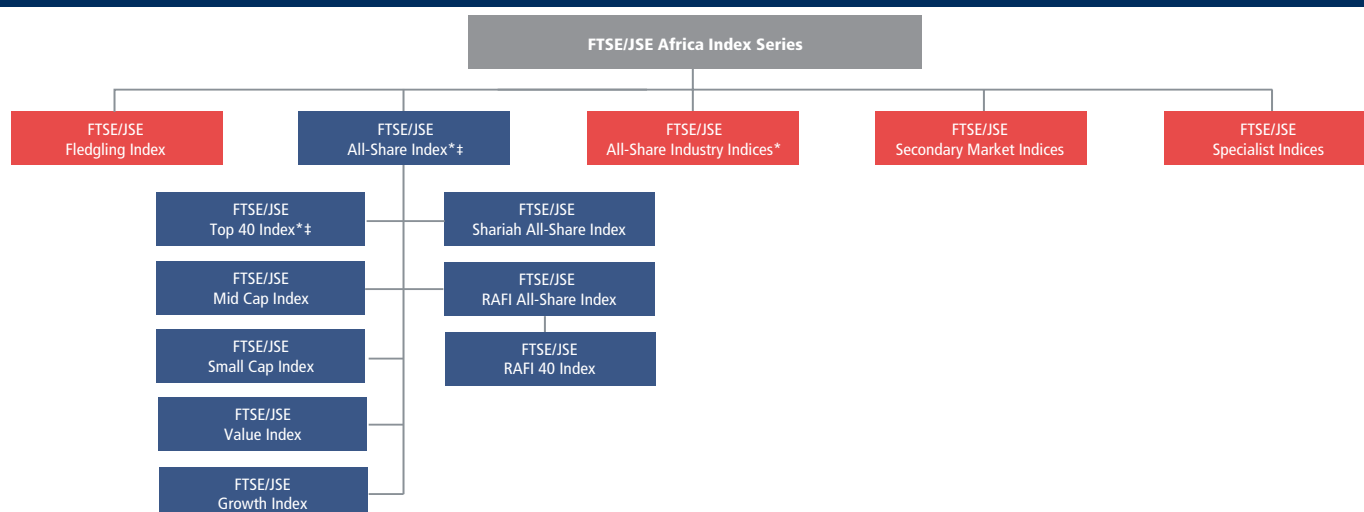 FTSE/JSE Africa Index Series
FTSE/JSE
Fledgling Index
FTSE/JSE
All-Share Index*‡
FTSE/JSE
All-Share Industry Indices*
FTSE/JSE
Secondary Market Indices
FTSE/JSE
Specialist Indices
FTSE/JSE
Top 40 Index*‡
FTSE/JSE
Shariah All-Share Index
FTSE/JSE
Mid Cap Index
FTSE/JSE
RAFI All-Share Index
FTSE/JSE
Small Cap Index
FTSE/JSE
RAFI 40 Index
FTSE/JSE
Value Index
FTSE/JSE
Growth Index